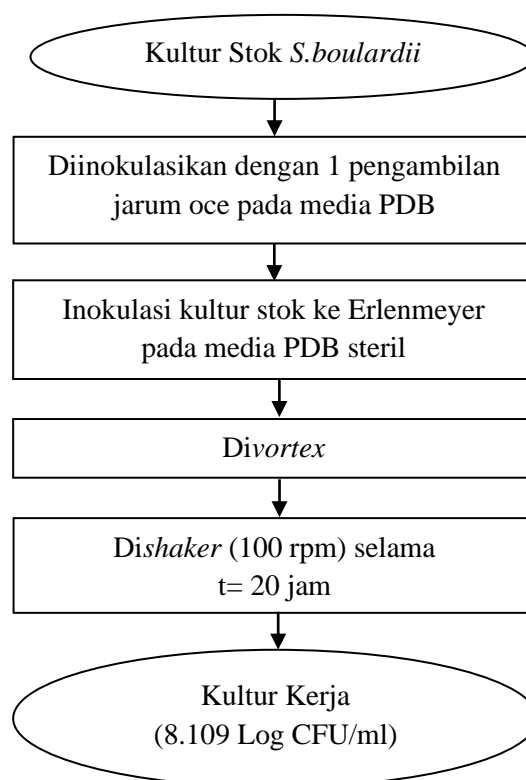 Kultur Stok S.boulardii
Diinokulasikan dengan 1 pengambilan
jarum oce pada media PDB
Inokulasi kultur stok ke Erlenmeyer
pada media PDB steril
Divortex
Dishaker (100 rpm) selama
t= 20 jam
Kultur Kerja
(8.109 Log CFU/ml)